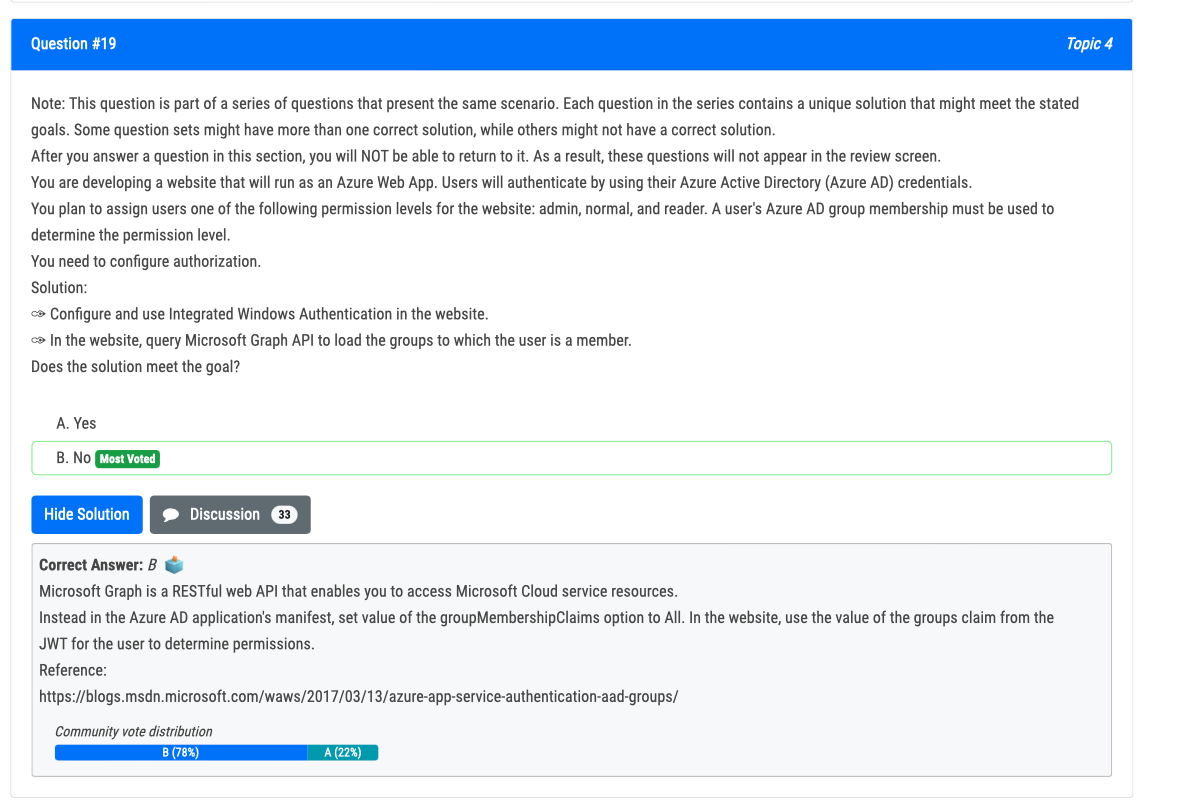 Question #19
Topic 4
Note: This question is part of a series of questions that present the same scenario. Each question in the series contains a unique solution that might meet the stated
goals. Some question sets might have more than one correct solution, while others might not have a correct solution.
After you answer a question in this section, you will NOT be able to return to it. As a result, these questions will not appear in the review screen.
You are developing a website that will run as an Azure Web App. Users will authenticate by using their Azure Active Directory (Azure AD) credentials.
You plan to assign users one of the following permission levels for the website: admin, normal, and reader. A user's Azure AD group membership must be used to
determine the permission level.
You need to configure authorization.
Solution:
✑ Configure and use Integrated Windows Authentication in the website.
✑ In the website, query Microsoft Graph API to load the groups to which the user is a member.
Does the solution meet the goal?
A. Yes
B. No Most Voted
Hide Solution
Discussion 33
Correct Answer: B
Microsoft Graph is a RESTful web API that enables you to access Microsoft Cloud service resources.
Instead in the Azure AD application's manifest, set value of the groupMembershipClaims option to All. In the website, use the value of the groups claim from the
JWT for the user to determine permissions.
Reference:
https://blogs.msdn.microsoft.com/waws/2017/03/13/azure-app-service-authentication-aad-groups/
Community vote distribution
B (78%)
A (22%)